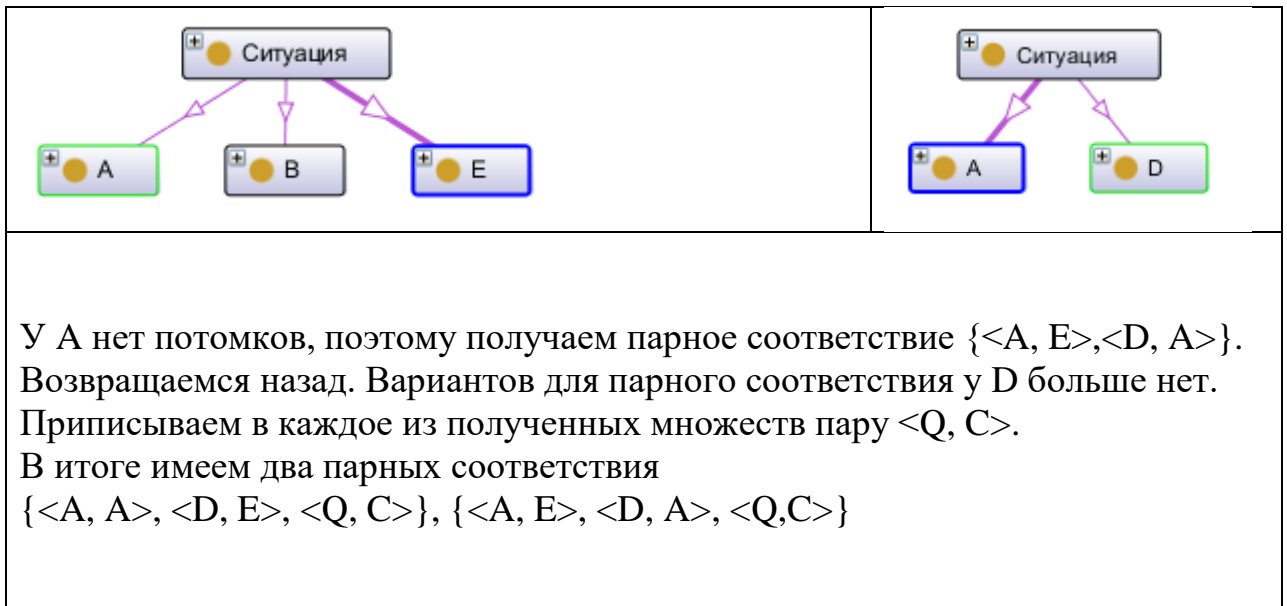 Ситуация
A
B
E
Ситуация
A
D
У A нет потомков, поэтому получаем парное соответствие {<A, E>,<D, A>}.
Возвращаемся назад. Вариантов для парного соответствия у D больше нет.
Приписываем в каждое из полученных множеств пару <Q, C>.
В итоге имеем два парных соответствия
{<A, A>, <D, E>, <Q, C>}, {<A, E>, <D, A>, <Q,C>}